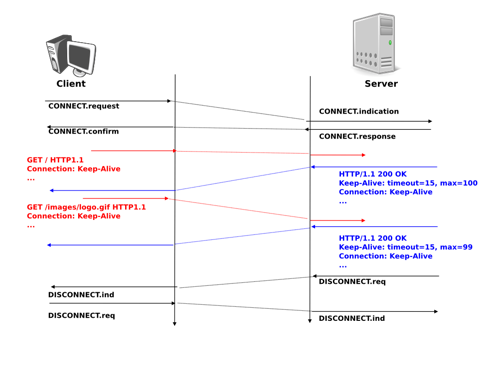 Client
Server
CONNECT.request
CONNECT.indication
CONNECT.confirm
CONNECT.response
GET / HTTP1.1
Connection: Keep-Alive
...
HTTP/1.1 200 OK
Keep-Alive: timeout=15, max=100
Connection: Keep-Alive
...
GET /images/logo.gif HTTP1.1
Connection: Keep-Alive
...
HTTP/1.1 200 OK
Keep-Alive: timeout=15, max=99
Connection: Keep-Alive
...
DISCONNECT.req
DISCONNECT.ind
DISCONNECT.req
DISCONNECT.ind